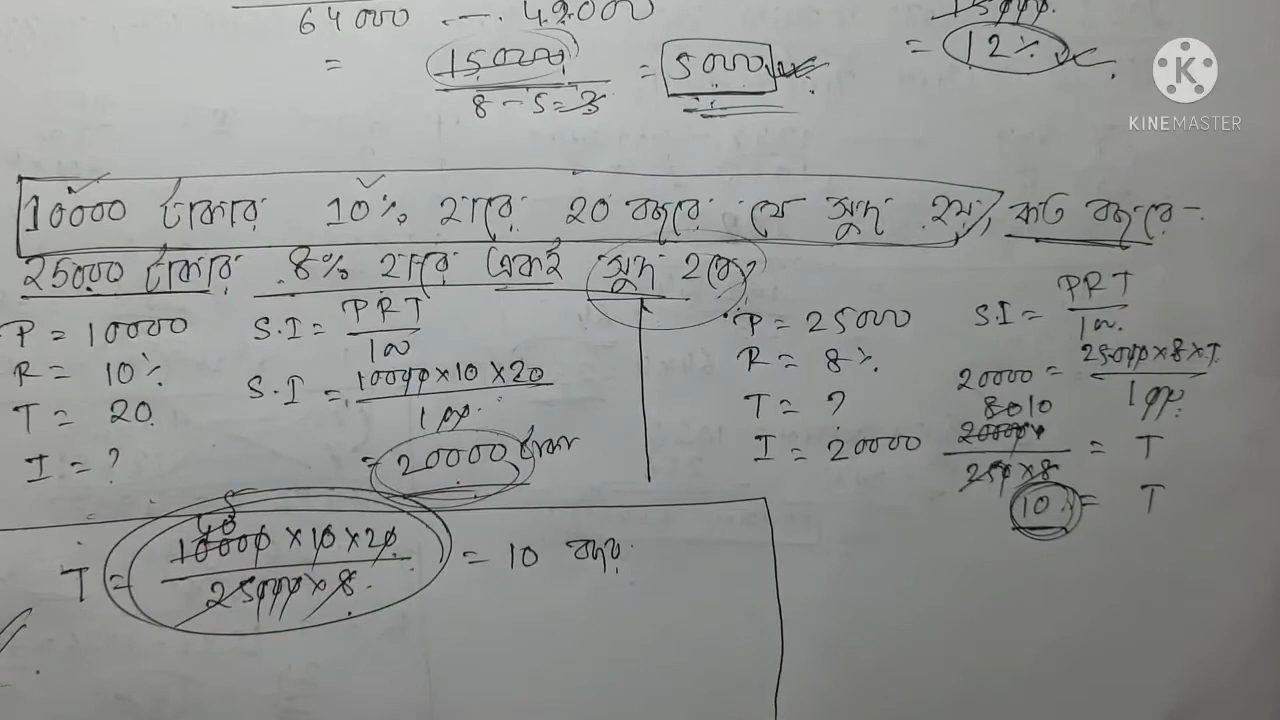 64000 - 49000
= 15000 / 8 - 5 = 3 = 5000
= 12%
KINEMASTER
10000 টাকার 10% হারে 20 বছরে যে সুদ হয়, কত বছরে
25000 টাকার 8% হারে একই সুদ হবে?
P = 10000
R = 10%
T = 20
I = ?
S.I = PRT / 100
S.I = 10000 × 10 × 20 / 100
= 20000 টাকা
P = 25000
R = 8%
T = ?
I = 20000
S.I = PRT / 100
20000 = 25000 × 8 × T / 100
20000 / 250 × 8 = T
10 = T
T = 10000 × 10 × 20 / 25000 × 8 = 10 বছর